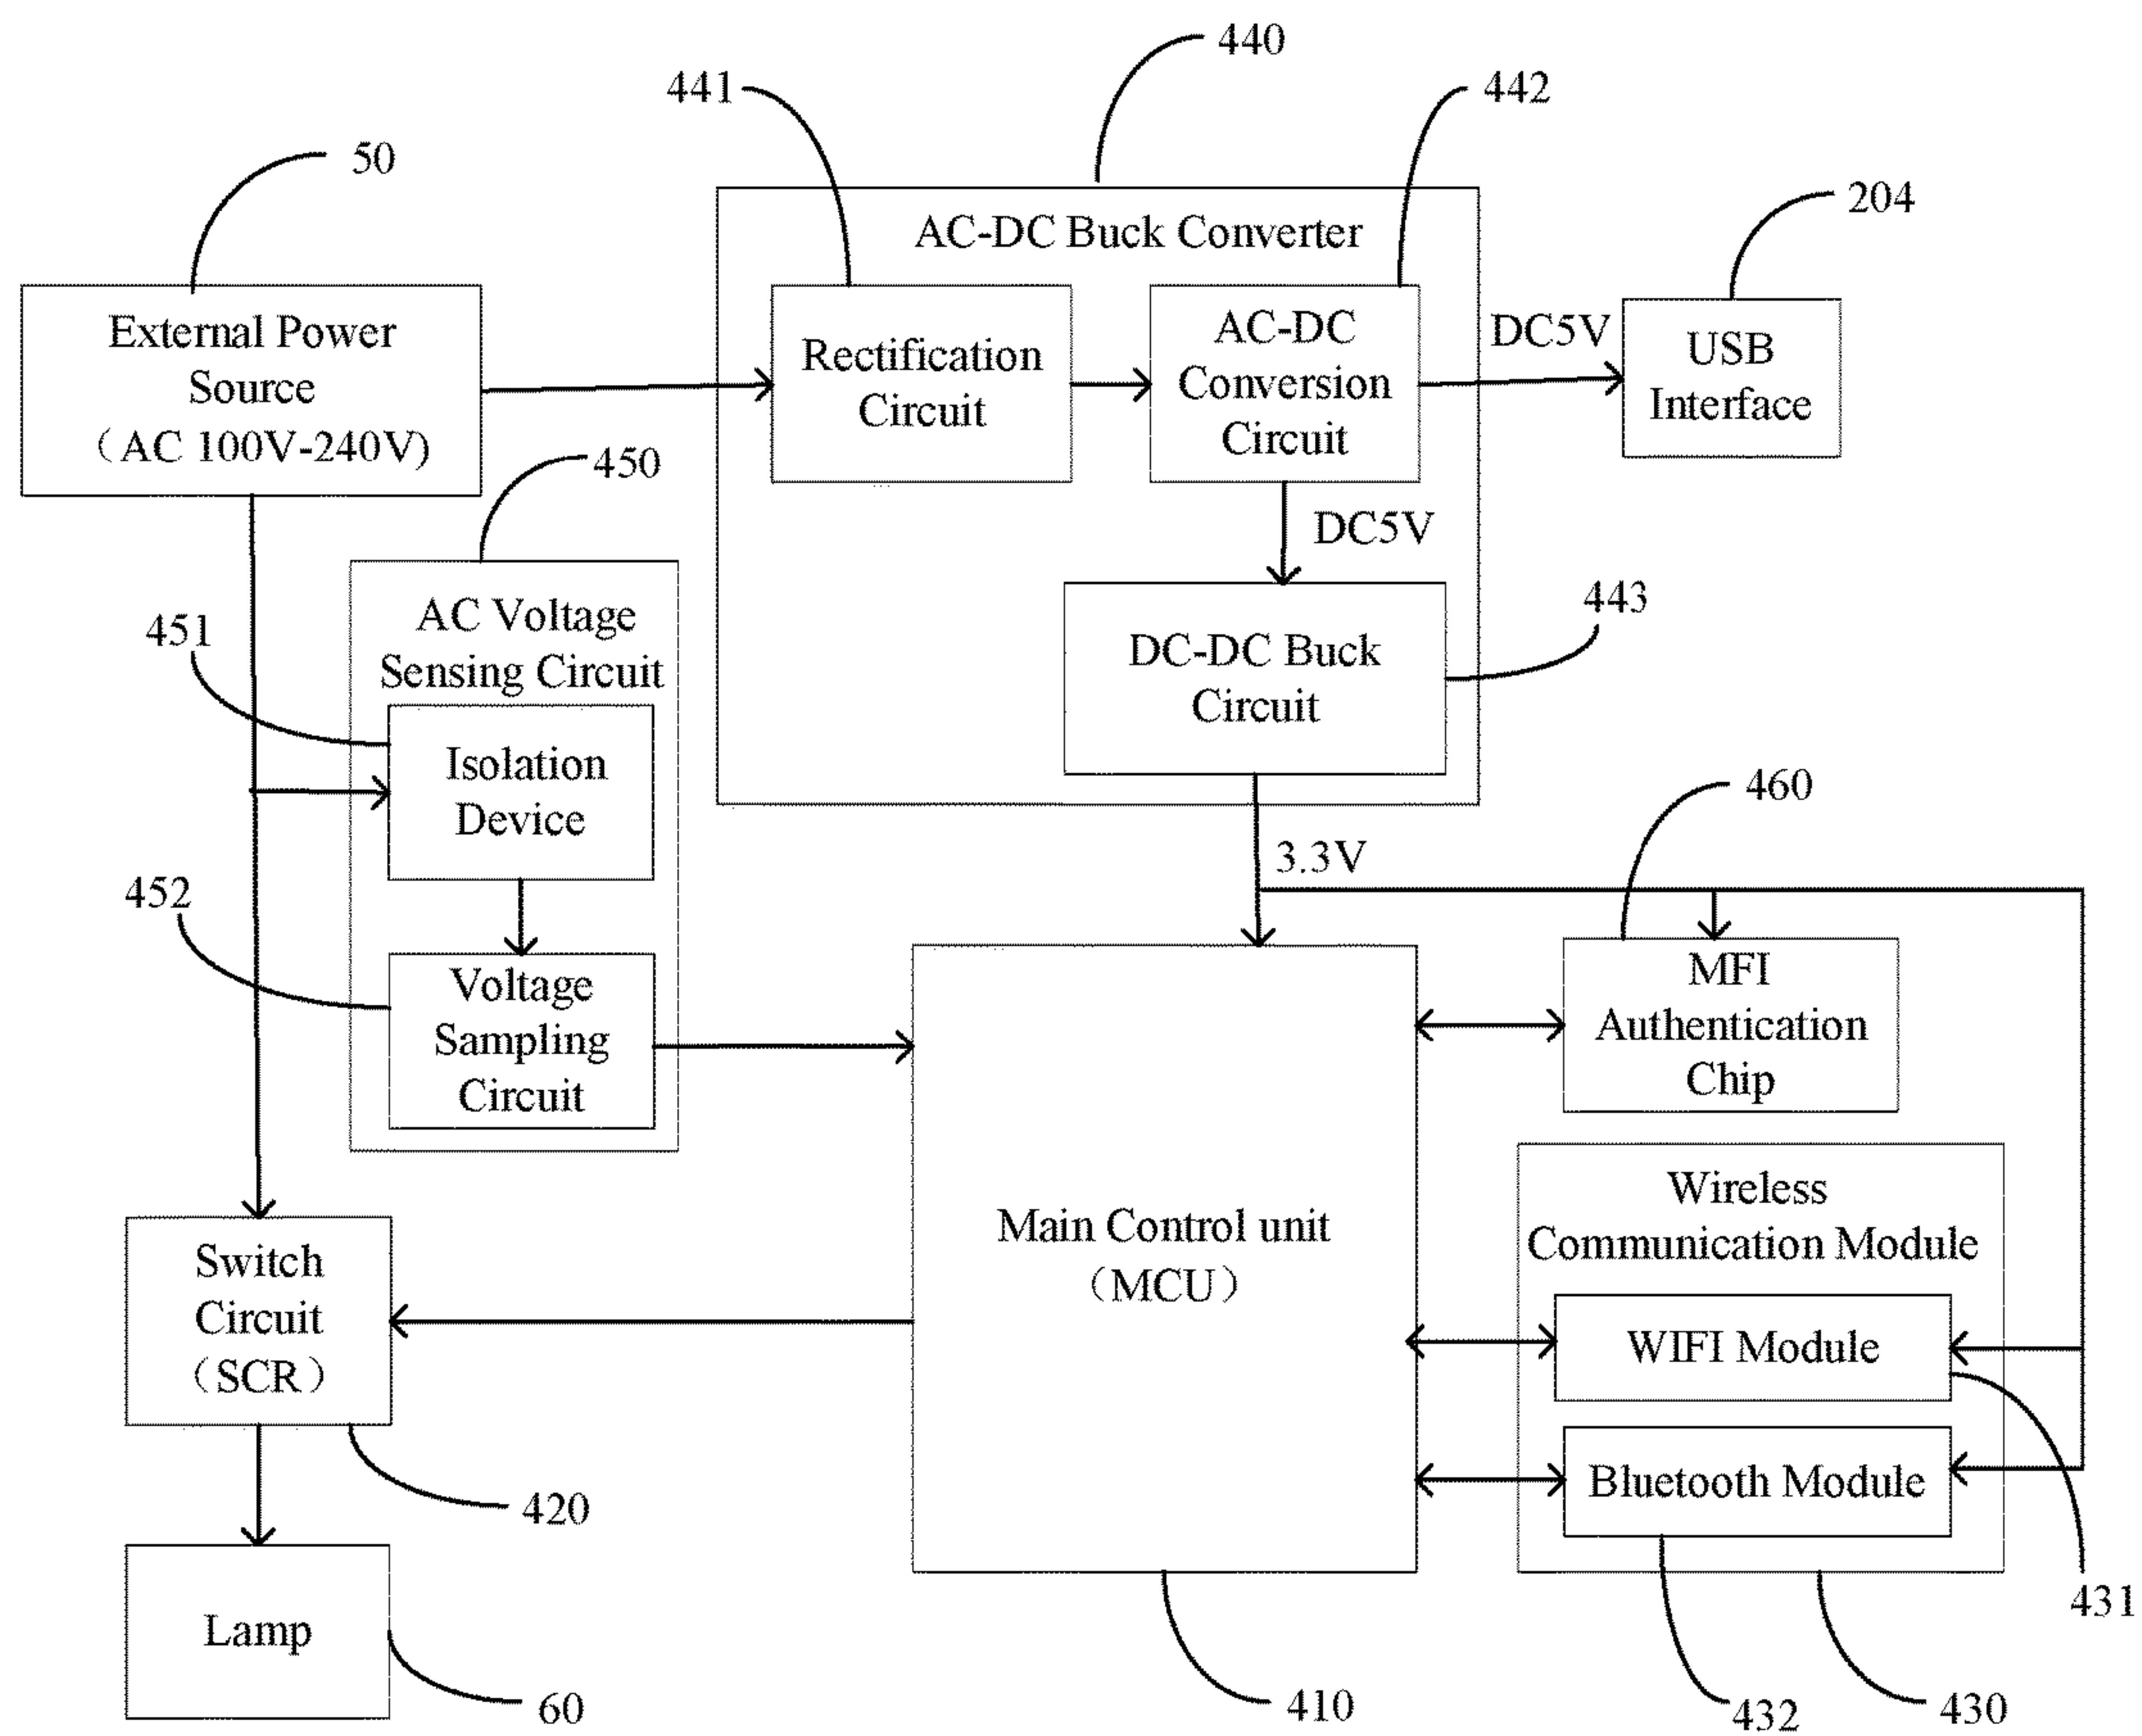 440
441
442
50
204
AC-DC Buck Converter
External Power
Source
（AC 100V-240V)
Rectification
Circuit
AC-DC
Conversion
Circuit
DC5V
USB
Interface
450
DC5V
443
AC Voltage
Sensing Circuit
451
DC-DC Buck
Circuit
Isolation
Device
460
3.3V
452
Voltage
Sampling
Circuit
MFI
Authentication
Chip
Main Control unit
（MCU）
Wireless
Communication Module
Switch
Circuit
（SCR）
WIFI Module
Bluetooth Module
420
431
Lamp
60
410
432
430